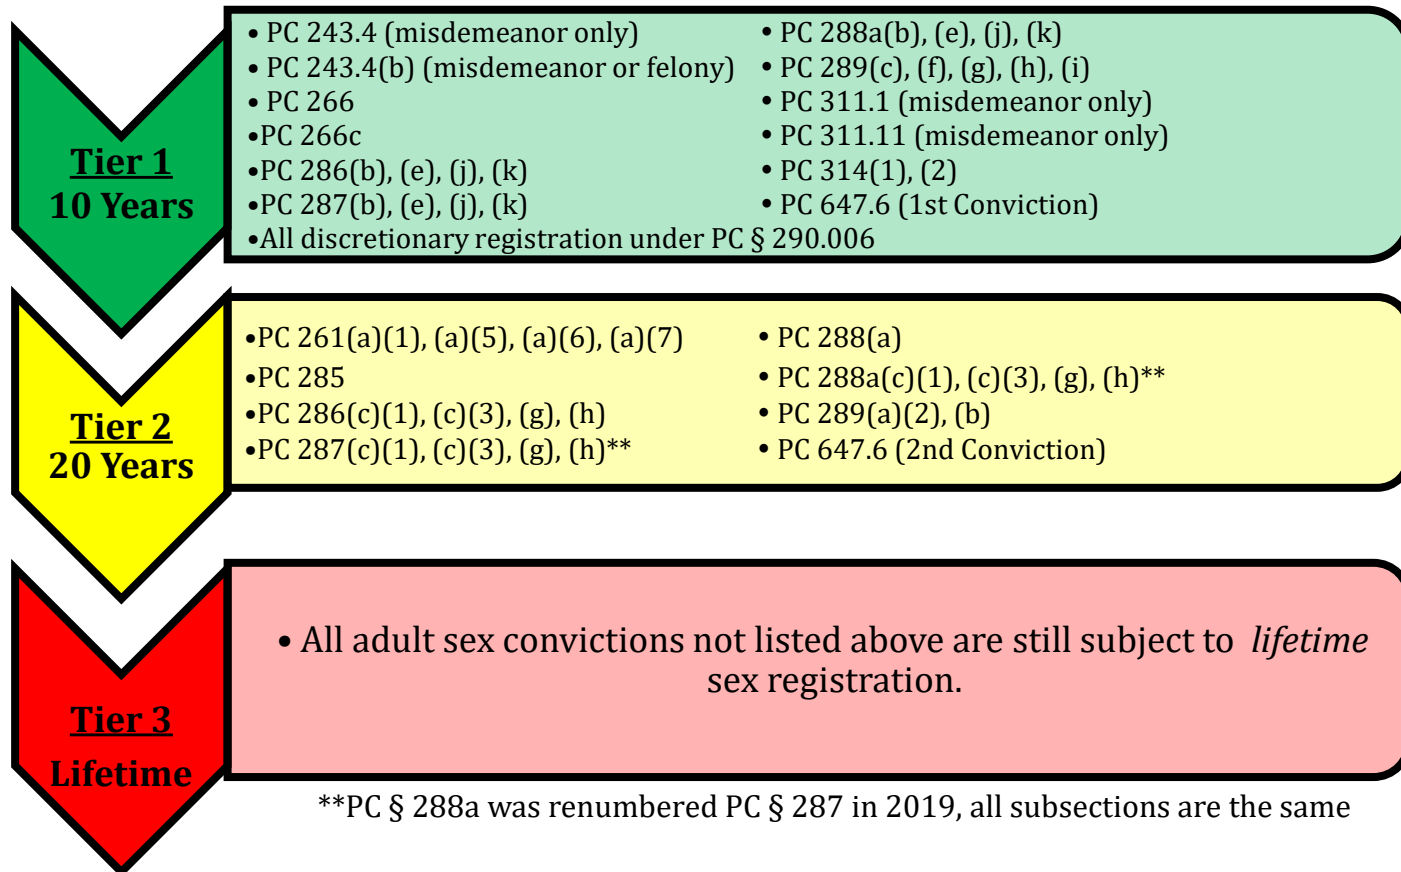 Tier 1
10 Years
• PC 243.4 (misdemeanor only)
• PC 243.4(b) (misdemeanor or felony)
• PC 266
•PC 266c
•PC 286(b), (e), (j), (k)
•PC 287(b), (e), (j), (k)
• PC 288a(b), (e), (j), (k)
• PC 289(c), (f), (g), (h), (i)
• PC 311.1 (misdemeanor only)
• PC 311.11 (misdemeanor only)
• PC 314(1), (2)
• PC 647.6 (1st Conviction)
•All discretionary registration under PC § 290.006
Tier 2
20 Years
•PC 261(a)(1), (a)(5), (a)(6), (a)(7)
•PC 285
•PC 286(c)(1), (c)(3), (g), (h)
•PC 287(c)(1), (c)(3), (g), (h)**
• PC 288(a)
• PC 288a(c)(1), (c)(3), (g), (h)**
• PC 289(a)(2), (b)
• PC 647.6 (2nd Conviction)
Tier 3
Lifetime
• All adult sex convictions not listed above are still subject to lifetime
sex registration.
**PC § 288a was renumbered PC § 287 in 2019, all subsections are the same